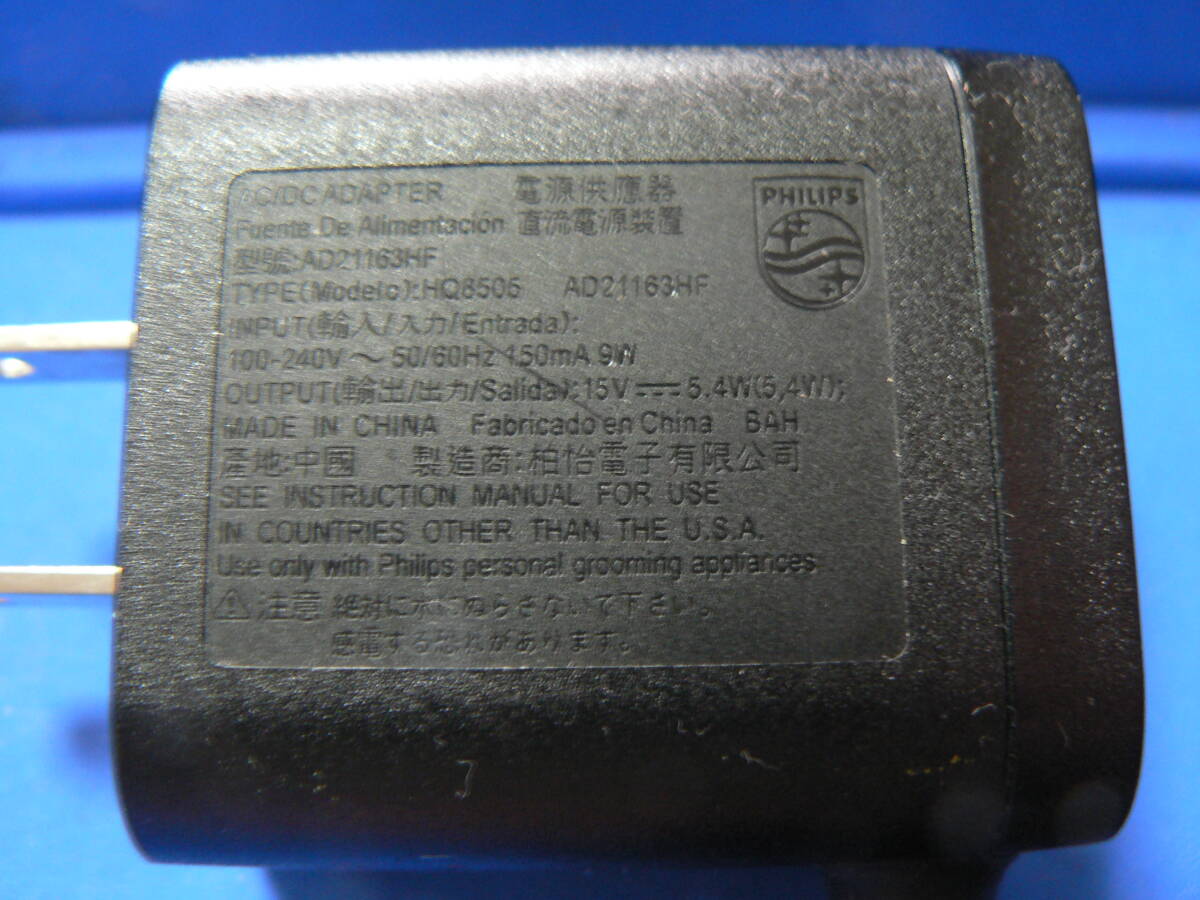 AC/DC ADAPTER 電源供應器
Fuente De Alimentación 直流電源装置
PHILIPS
型號:AD21163HF
TYPE(Modelo):HQ8505 AD21163HF
INPUT(輸入/入力/Entrada):
100-240V ～ 50/60Hz 150mA 9W
OUTPUT(輸出/出力/Salida):15V⎓5.4W(5,4W);
MADE IN CHINA Fabricado en China BAH
產地:中國 製造商:柏怡電子有限公司
SEE INSTRUCTION MANUAL FOR USE
IN COUNTRIES OTHER THAN THE U.S.A.
Use only with Philips personal grooming appliances
⚠注意 絶対に水にぬらさないで下さい。
感電する恐れがあります。